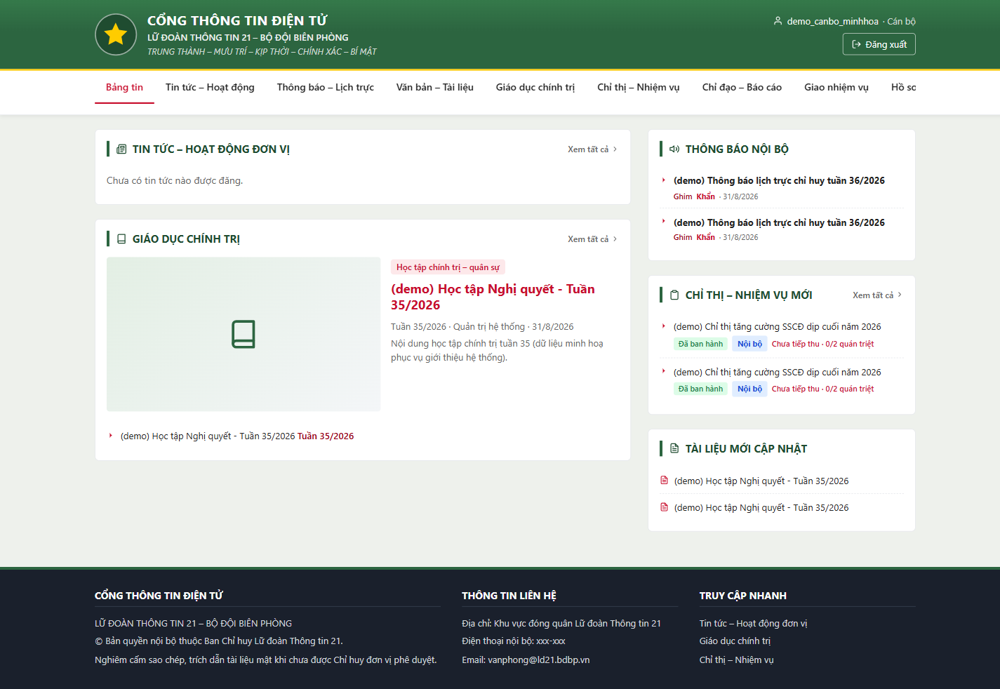 CỔNG THÔNG TIN ĐIỆN TỬ
LỮ ĐOÀN THÔNG TIN 21 – BỘ ĐỘI BIÊN PHÒNG
TRUNG THÀNH – MƯU TRÍ – KỊP THỜI – CHÍNH XÁC – BÍ MẬT
demo_canbo_minhhoa · Cán bộ
Đăng xuất
Bảng tin
Tin tức – Hoạt động
Thông báo – Lịch trực
Văn bản – Tài liệu
Giáo dục chính trị
Chỉ thị – Nhiệm vụ
Chỉ đạo – Báo cáo
Giao nhiệm vụ
Hồ sơ
TIN TỨC – HOẠT ĐỘNG ĐƠN VỊ
Xem tất cả
Chưa có tin tức nào được đăng.
GIÁO DỤC CHÍNH TRỊ
Xem tất cả
Học tập chính trị – quân sự
(demo) Học tập Nghị quyết - Tuần
35/2026
Tuần 35/2026 · Quản trị hệ thống · 31/8/2026
Nội dung học tập chính trị tuần 35 (dữ liệu minh hoạ
phục vụ giới thiệu hệ thống).
(demo) Học tập Nghị quyết - Tuần 35/2026 Tuần 35/2026
THÔNG BÁO NỘI BỘ
(demo) Thông báo lịch trực chỉ huy tuần 36/2026
Ghim Khẩn · 31/8/2026
(demo) Thông báo lịch trực chỉ huy tuần 36/2026
Ghim Khẩn · 31/8/2026
CHỈ THỊ – NHIỆM VỤ MỚI
Xem tất cả
(demo) Chỉ thị tăng cường SSCĐ dịp cuối năm 2026
Đã ban hành Nội bộ Chưa tiếp thu · 0/2 quán triệt
(demo) Chỉ thị tăng cường SSCĐ dịp cuối năm 2026
Đã ban hành Nội bộ Chưa tiếp thu · 0/2 quán triệt
TÀI LIỆU MỚI CẬP NHẬT
(demo) Học tập Nghị quyết - Tuần 35/2026
(demo) Học tập Nghị quyết - Tuần 35/2026
CỔNG THÔNG TIN ĐIỆN TỬ
LỮ ĐOÀN THÔNG TIN 21 – BỘ ĐỘI BIÊN PHÒNG
© Bản quyền nội bộ thuộc Ban Chỉ huy Lữ đoàn Thông tin 21.
Nghiêm cấm sao chép, trích dẫn tài liệu mật khi chưa được Chỉ huy đơn vị phê duyệt.
THÔNG TIN LIÊN HỆ
Địa chỉ: Khu vực đóng quân Lữ đoàn Thông tin 21
Điện thoại nội bộ: xxx-xxx
Email: vanphong@ld21.bdbp.vn
TRUY CẬP NHANH
Tin tức – Hoạt động đơn vị
Giáo dục chính trị
Chỉ thị – Nhiệm vụ